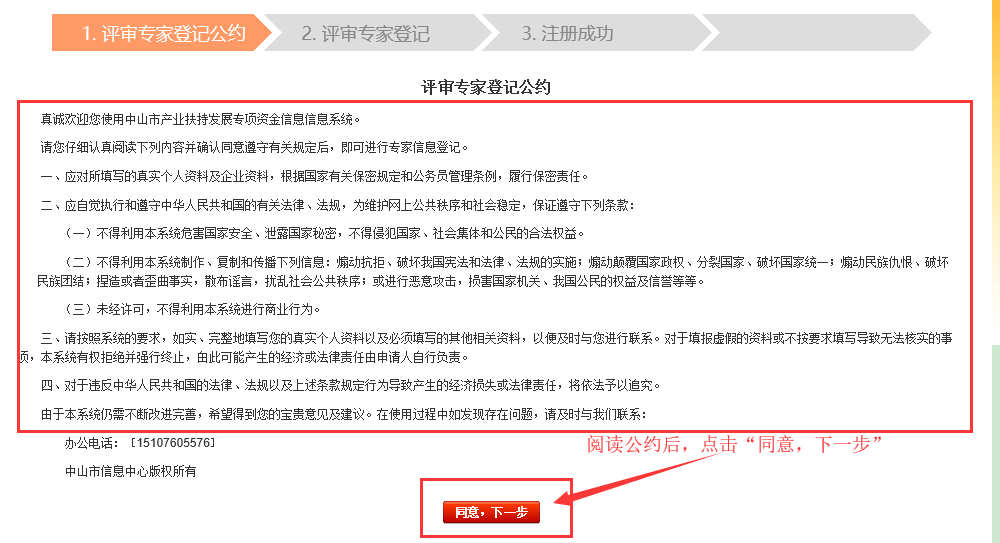 1. 评审专家登记公约
2. 评审专家登记
3. 注册成功
评审专家登记公约
真诚欢迎您使用中山市产业扶持发展专项资金信息信息系统。
请您仔细认真阅读下列内容并确认同意遵守有关规定后，即可进行专家信息登记。
一、应对所填写的真实个人资料及企业资料，根据国家有关保密规定和公务员管理条例，履行保密责任。
二、应自觉执行和遵守中华人民共和国的有关法律、法规，为维护网上公共秩序和社会稳定，保证遵守下列条款：
（一）不得利用本系统危害国家安全、泄露国家秘密，不得侵犯国家、社会集体和公民的合法权益。
（二）不得利用本系统制作、复制和传播下列信息：煽动抗拒、破坏我国宪法和法律、法规的实施；煽动颠覆国家政权、分裂国家、破坏国家统一；煽动民族仇恨、破坏
民族团结；捏造或者歪曲事实，散布谣言，扰乱社会公共秩序；或进行恶意攻击，损害国家机关、我国公民的权益及信誉等等。
（三）未经许可，不得利用本系统进行商业行为。
三、请按照系统的要求，如实、完整地填写您的真实个人资料以及必须填写的其他相关资料，以便及时与您进行联系。对于填报虚假的资料或不按要求填写导致无法核实的事
项，本系统有权拒绝并强行终止，由此可能产生的经济或法律责任由申请人自行负责。
四、对于违反中华人民共和国的法律、法规以及上述条款规定行为导致产生的经济损失或法律责任，将依法予以追究。
由于本系统仍需不断改进完善，希望得到您的宝贵意见及建议。在使用过程中如发现存在问题，请及时与我们联系：
办公电话：［15107605576］
阅读公约后，点击“同意，下一步”
中山市信息中心版权所有
同意，下一步